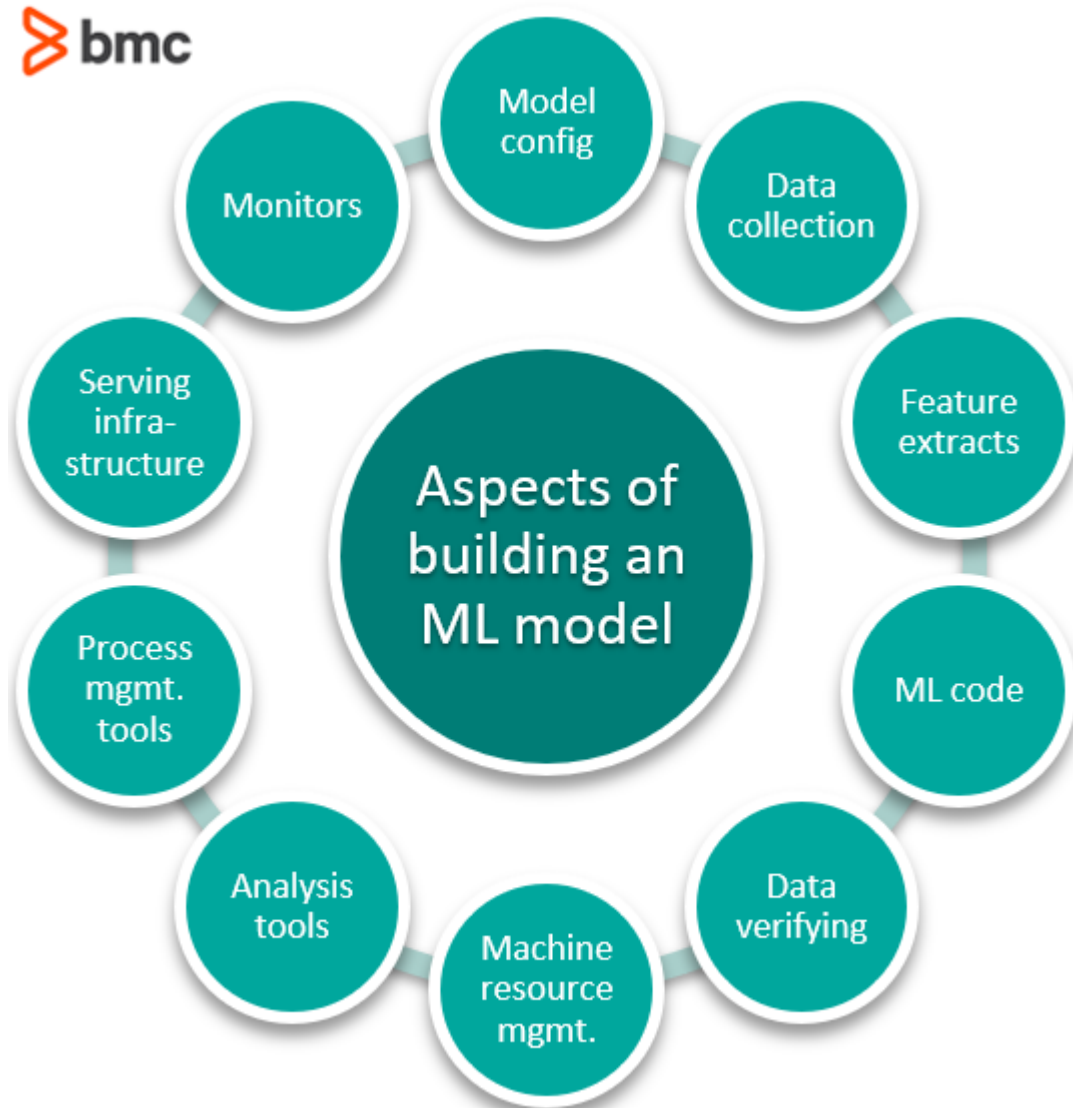 bmc
Model
config
Data
collection
Feature
extracts
ML code
Data
verifying
Machine
resource
mgmt.
Analysis
tools
Process
mgmt.
tools
Serving
infra-
structure
Monitors
Aspects of
building an
ML model